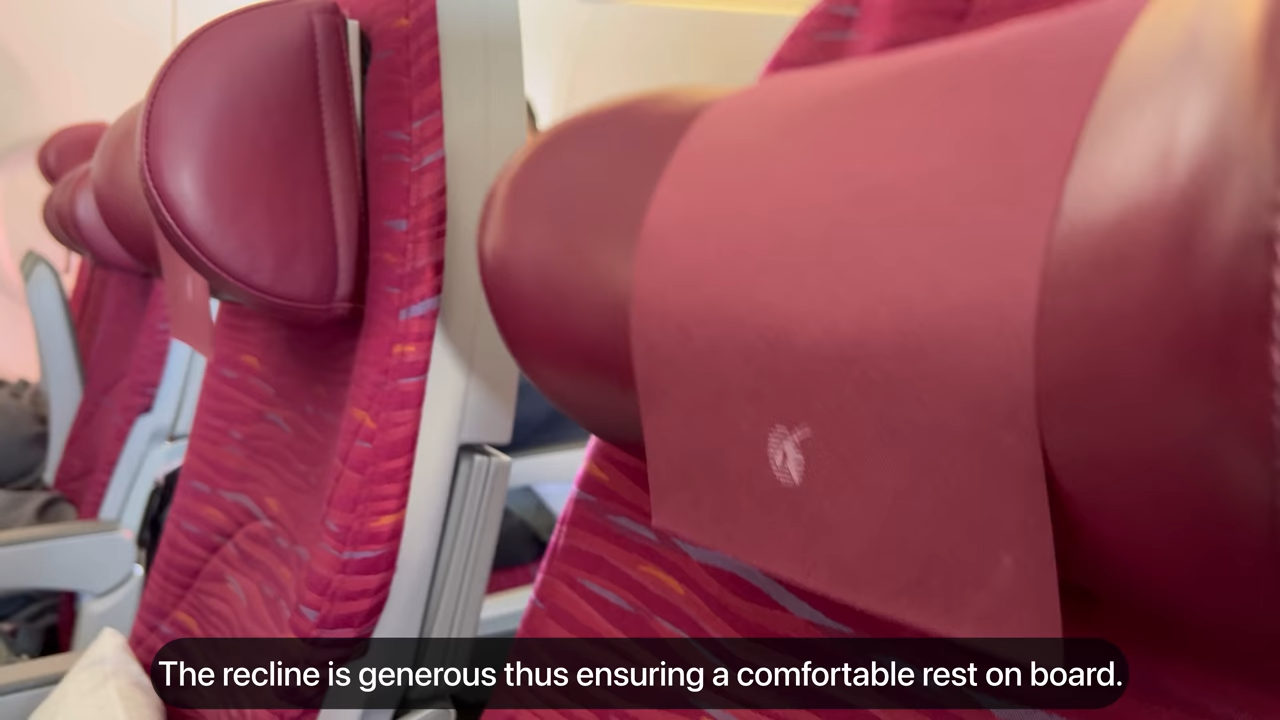 The recline is generous thus ensuring a comfortable rest on board.